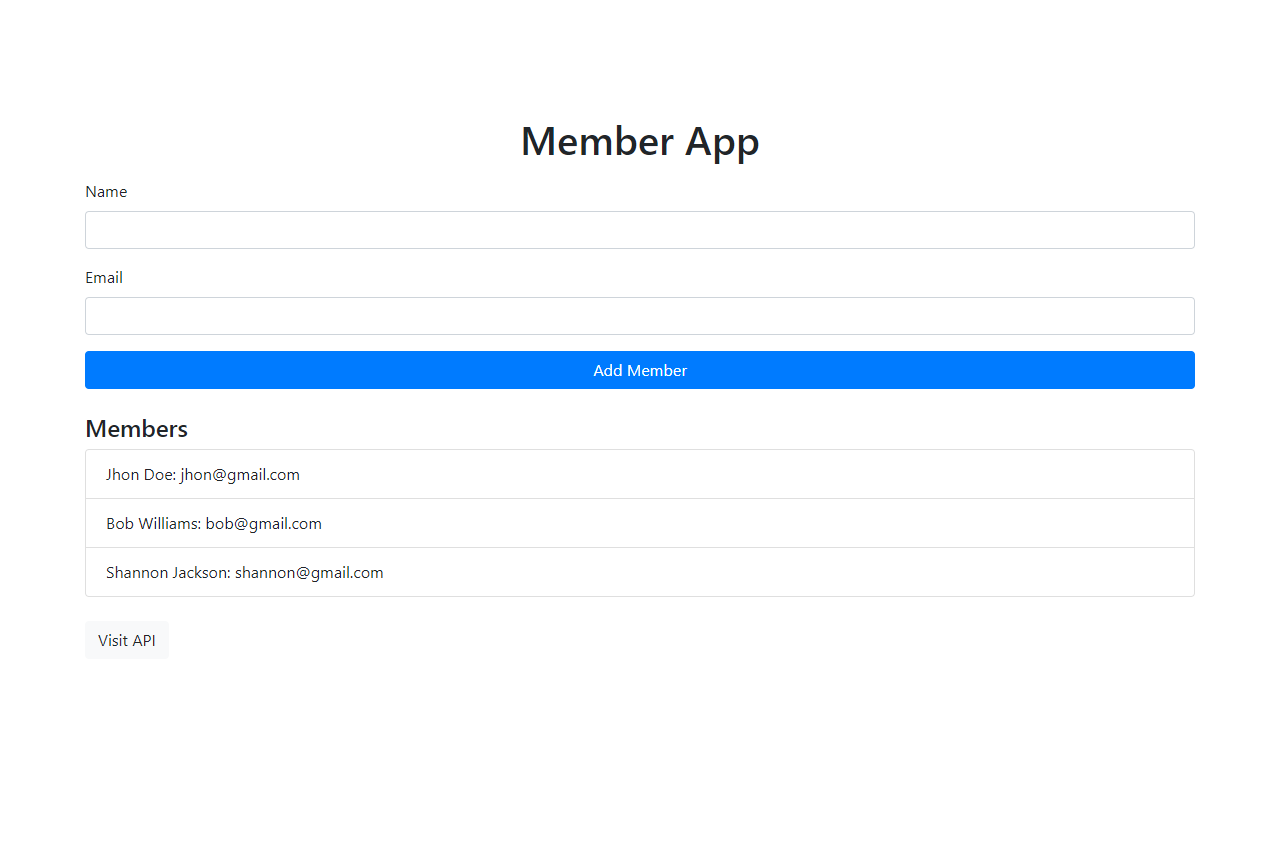 Member App
Name
Email
Add Member
Members
Jhon Doe: jhon@gmail.com
Bob Williams: bob@gmail.com
Shannon Jackson: shannon@gmail.com
Visit API